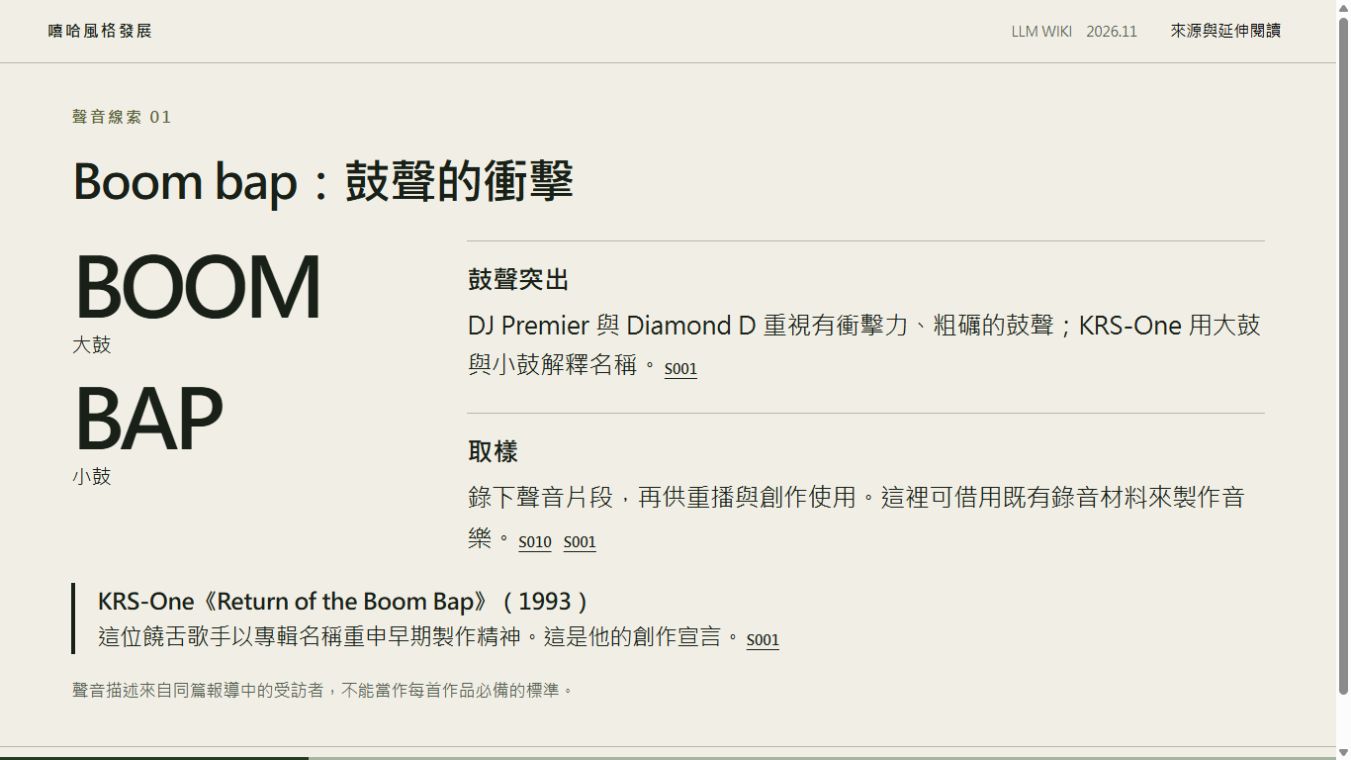 嘻哈風格發展
LLM WIKI 2026.11 來源與延伸閱讀
聲音線索 01
Boom bap：鼓聲的衝擊
BOOM
大鼓
BAP
小鼓
鼓聲突出
DJ Premier 與 Diamond D 重視有衝擊力、粗礪的鼓聲；KRS-One 用大鼓
與小鼓解釋名稱。 S001
取樣
錄下聲音片段，再供重播與創作使用。這裡可借用既有錄音材料來製作音
樂。 S010 S001
KRS-One《Return of the Boom Bap》（1993）
這位饒舌歌手以專輯名稱重申早期製作精神。這是他的創作宣言。 S001
聲音描述來自同篇報導中的受訪者，不能當作每首作品必備的標準。